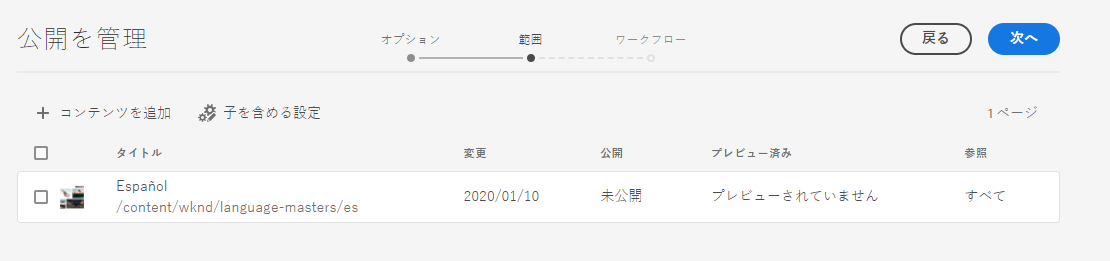 公開を管理
オプション 範囲 ワークフロー
戻る 次へ
コンテンツを追加 子を含める設定 1 ページ
タイトル 変更 公開 プレビュー済み 参照
Español
/content/wknd/language-masters/es
2020/01/10 未公開 プレビューされていません すべて